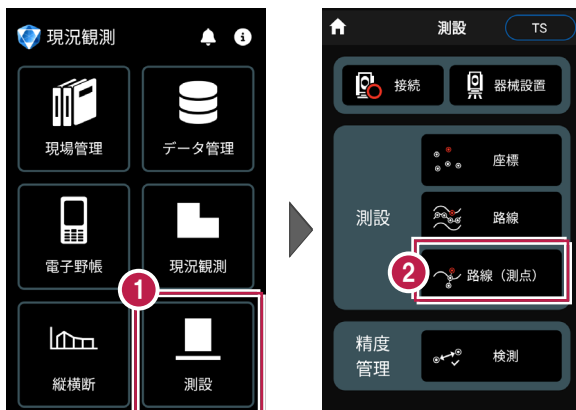 現況観測
現場管理
データ管理
電子野帳
現況観測
1
縦横断
測設
測設
TS
接続
器械設置
測設
座標
路線
2
路線（測点）
精度
管理
検測